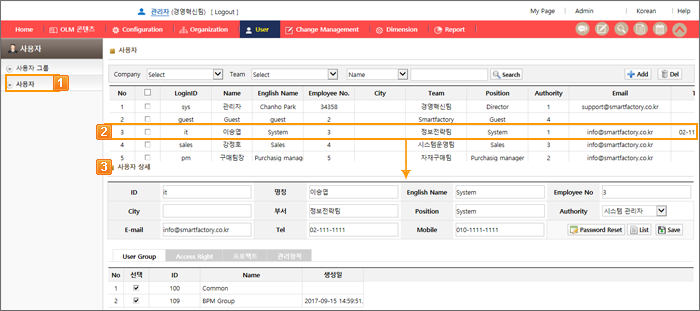 관리자 (경영혁신팀) [ Logout ] My Page Admin Korean Help
Home OLM 콘텐츠 Configuration Organization User Change Management Dimension Report
사용자
사용자 그룹
1
사용자
사용자
Company Select Team Select Name Search Add Del
No LoginID Name English Name Employee No. City Team Position Authority Email T
1 sys 관리자 Chanho Park 34358 경영혁신팀 Director 1 support@smartfactory.co.kr
2 guest Guest guest 2 Smartfactory Guest 4
2
3 it 이승엽 System 3 정보전략팀 System 1 info@smartfactory.co.kr 02-11
4 sales 강정호 Sales 4 시스템운영팀 Sales 3 info@smartfactory.co.kr
5 pm 구매팀장 Purchasig manag 5 자재구매팀 Purchasig manager 2 info@smartfactory.co.kr
3
사용자 상세
ID it 명칭 이승엽 English Name System Employee No 3
City 부서 정보전략팀 Position System Authority 시스템 관리자
E-mail info@smartfactory.co.kr Tel 02-111-1111 Mobile 010-1111-1111 Password Reset List Save
User Group Access Right 프로젝트 관리항목
No 선택 ID Name 생성일
1 100 Common
2 109 BPM Group 2017-09-15 14:59:51.